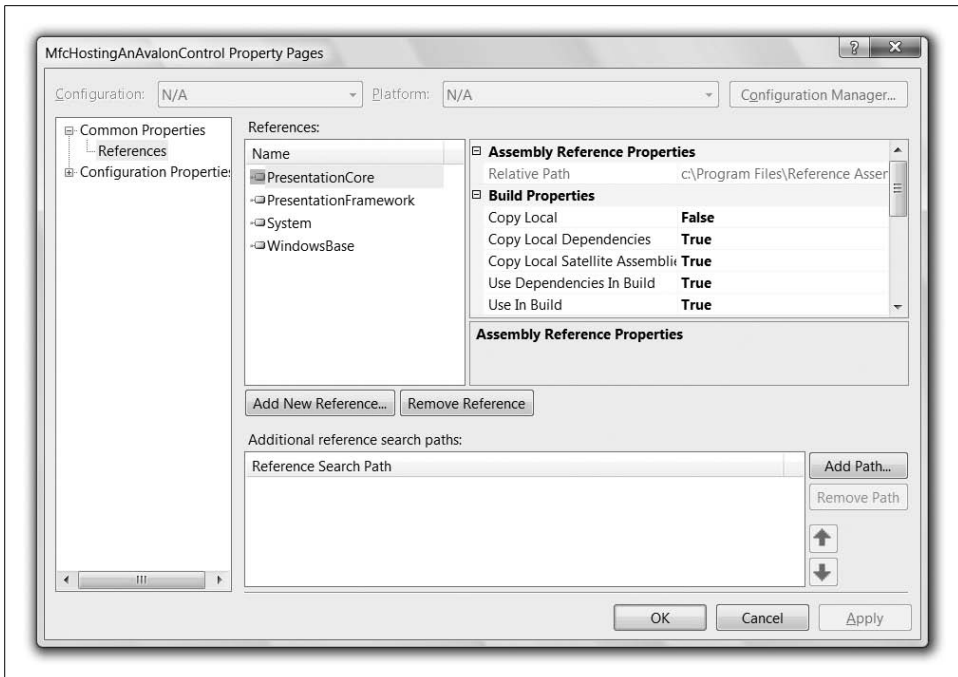 MfcHostingAnAvalonControl Property Pages
Configuration: N/A Platform: N/A Configuration Manager...
Common Properties
References
Configuration Propertie
References:
Name
PresentationCore
PresentationFramework
System
WindowsBase
Assembly Reference Properties
Relative Path c:\Program Files\Reference Asser
Build Properties
Copy Local False
Copy Local Dependencies True
Copy Local Satellite Assemblie True
Use Dependencies In Build True
Use In Build True
Assembly Reference Properties
Add New Reference... Remove Reference
Additional reference search paths:
Reference Search Path
Add Path...
Remove Path
OK Cancel Apply